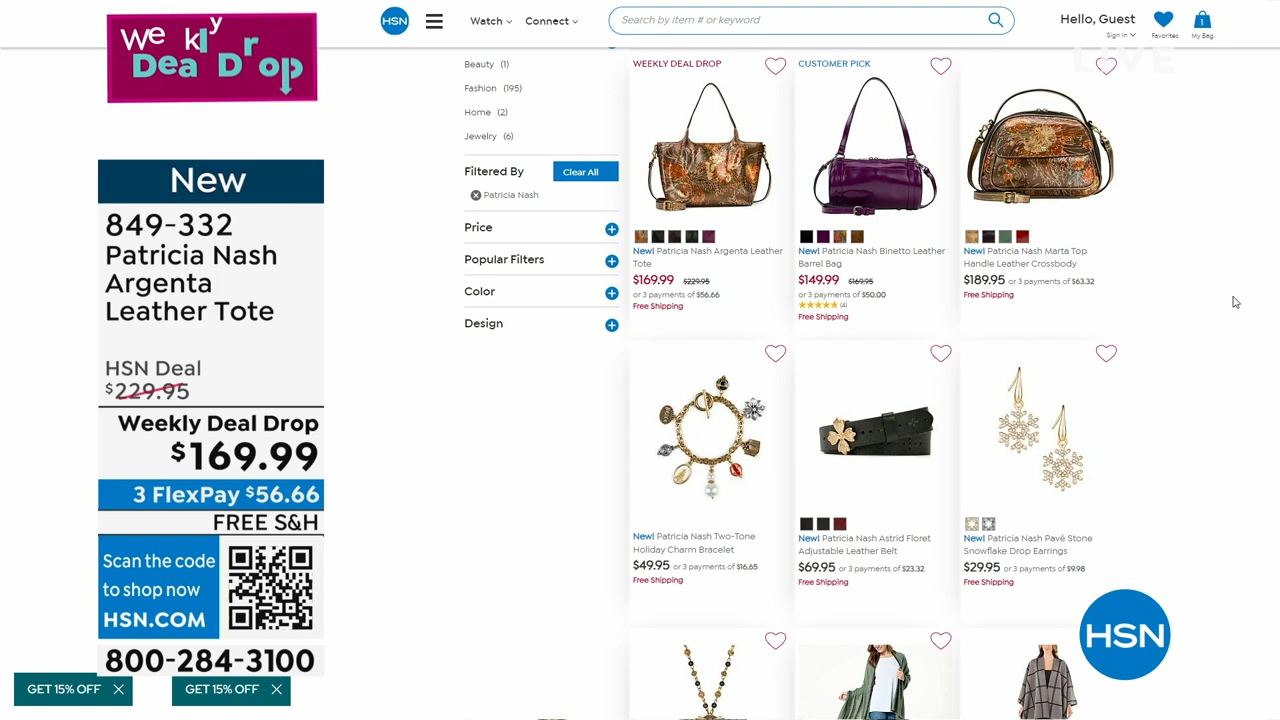 Weekly
Deal Drop
New
849-332
Patricia Nash
Argenta
Leather Tote
HSN Deal
$229.95
Weekly Deal Drop
$169.99
3 FlexPay $56.66
FREE S&H
Scan the code
to shop now
HSN.COM
800-284-3100
GET 15% OFF
GET 15% OFF
HSN
Watch
Connect
Search by item # or keyword
Hello, Guest
Sign In
Favorites
1
My Bag
LIVE
Beauty (1)
Fashion (195)
Home (2)
Jewelry (6)
Filtered By
Clear All
Patricia Nash
Price
Popular Filters
Color
Design
WEEKLY DEAL DROP
New! Patricia Nash Argenta Leather
Tote
$169.99 $229.95
or 3 payments of $56.66
Free Shipping
CUSTOMER PICK
New! Patricia Nash Binetto Leather
Barrel Bag
$149.99 $169.95
or 3 payments of $50.00
(4)
Free Shipping
New! Patricia Nash Marta Top
Handle Leather Crossbody
$189.95 or 3 payments of $63.32
Free Shipping
New! Patricia Nash Two-Tone
Holiday Charm Bracelet
$49.95 or 3 payments of $16.65
Free Shipping
New! Patricia Nash Astrid Floret
Adjustable Leather Belt
$69.95 or 3 payments of $23.32
Free Shipping
New! Patricia Nash Pavé Stone
Snowflake Drop Earrings
$29.95 or 3 payments of $9.98
Free Shipping
HSN